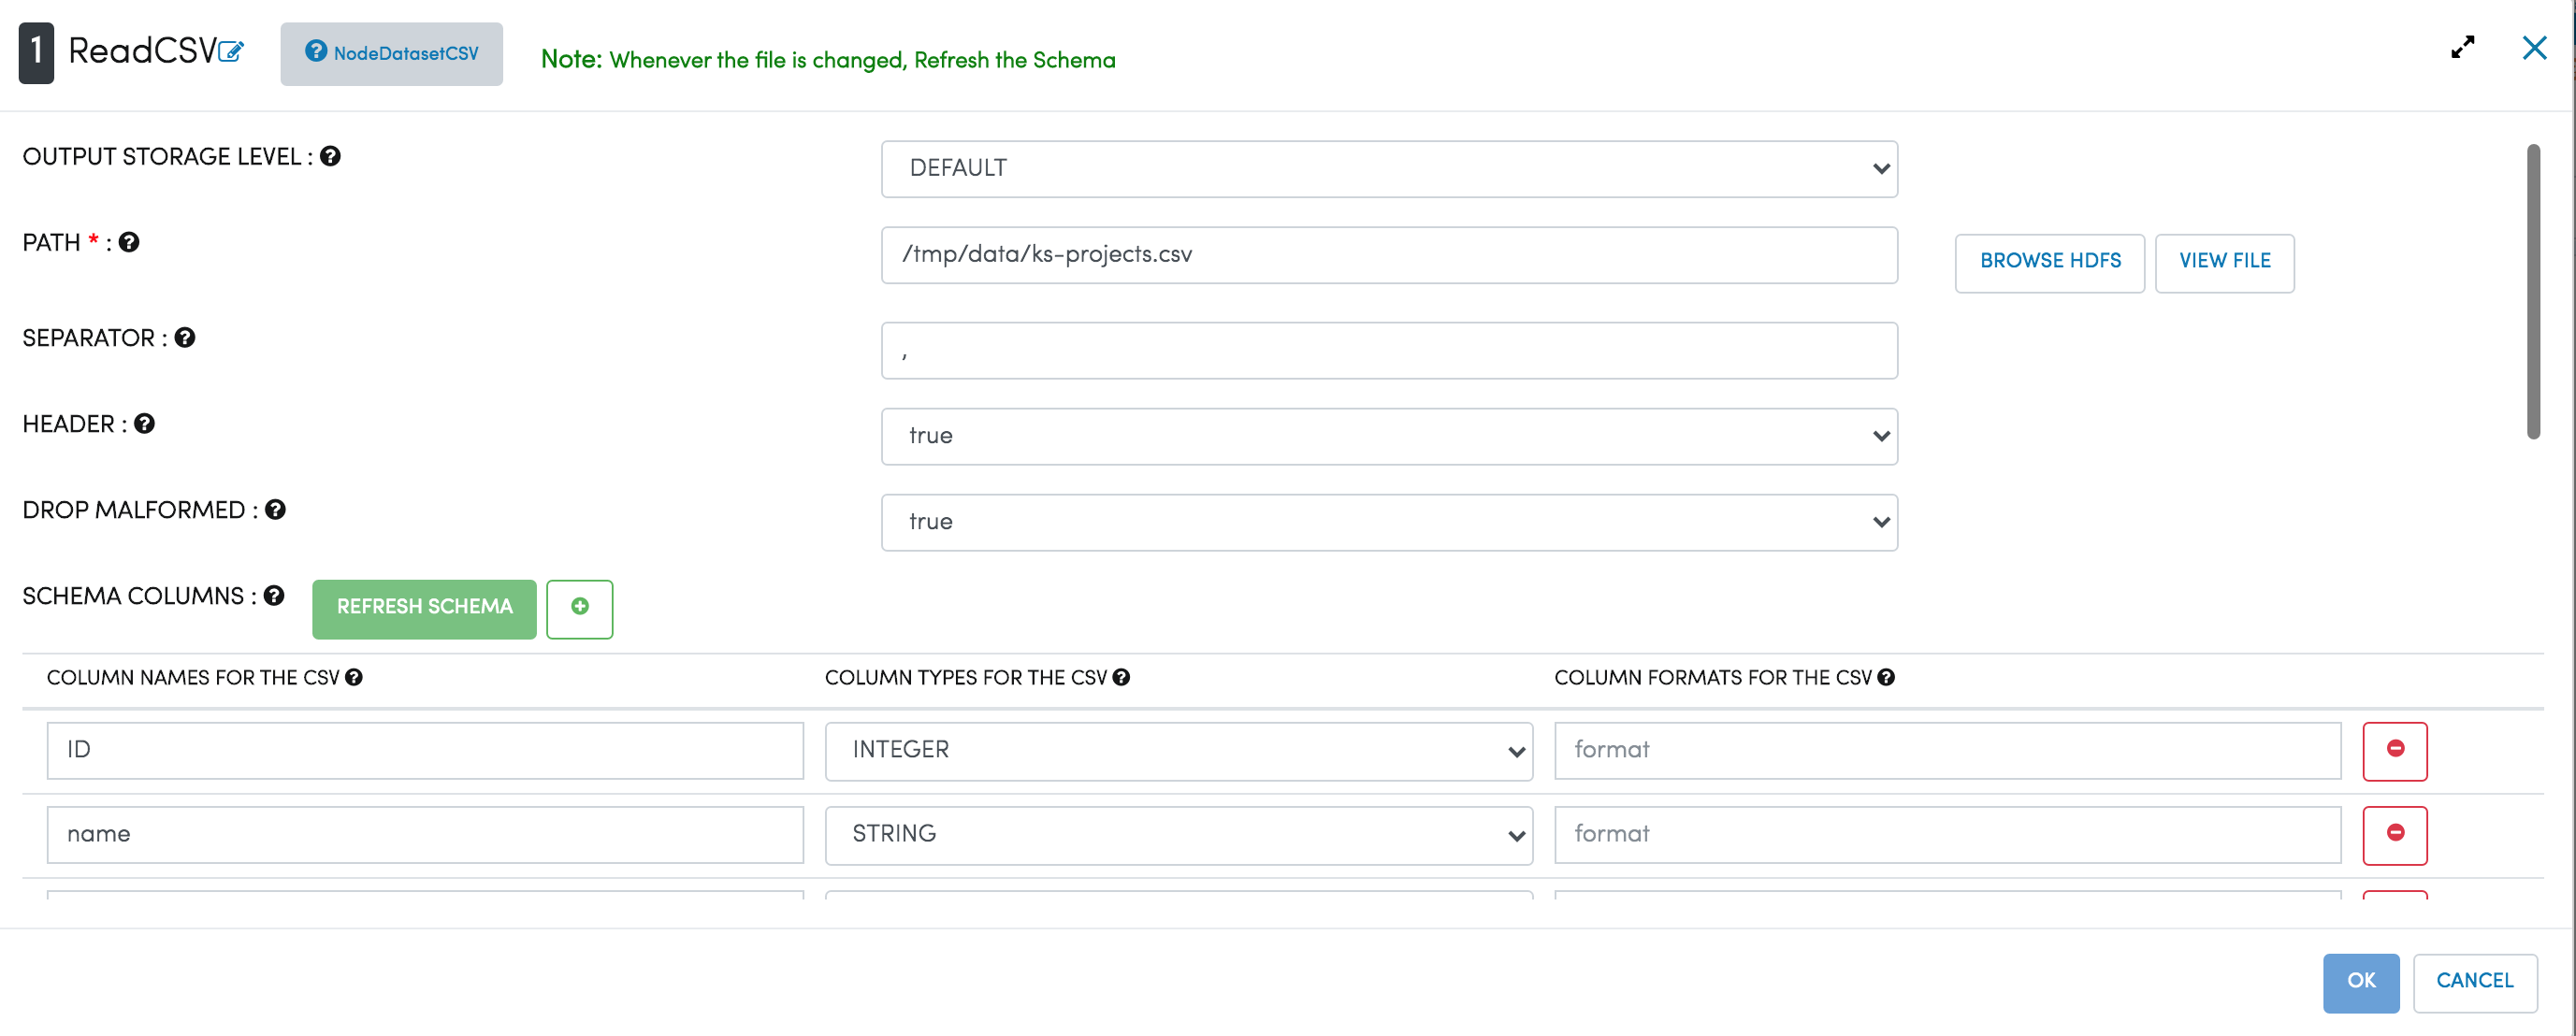 1 ReadCSV NodeDatasetCSV Note: Whenever the file is changed, Refresh the Schema
OUTPUT STORAGE LEVEL : DEFAULT
PATH * : /tmp/data/ks-projects.csv BROWSE HDFS VIEW FILE
SEPARATOR : ,
HEADER : true
DROP MALFORMED : true
SCHEMA COLUMNS : REFRESH SCHEMA
COLUMN NAMES FOR THE CSV COLUMN TYPES FOR THE CSV COLUMN FORMATS FOR THE CSV
ID INTEGER format
name STRING format
OK CANCEL